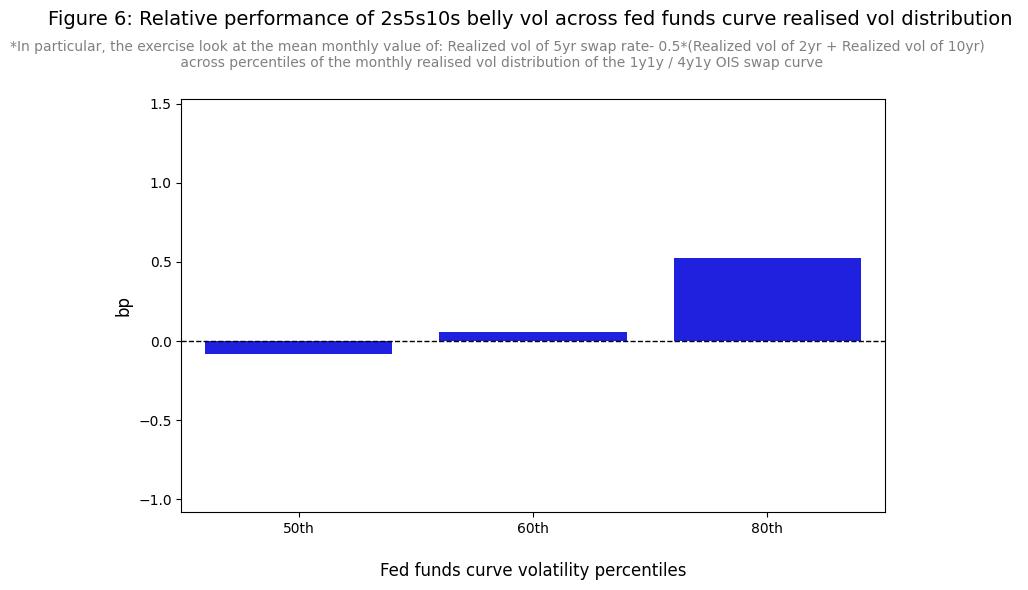 Figure 6: Relative performance of 2s5s10s belly vol across fed funds curve realised vol distribution
*In particular, the exercise look at the mean monthly value of: Realized vol of 5yr swap rate- 0.5*(Realized vol of 2yr + Realized vol of 10yr)
across percentiles of the monthly realised vol distribution of the 1y1y / 4y1y OIS swap curve
1.5
1.0
0.5
0.0
−0.5
−1.0
bp
50th
60th
80th
Fed funds curve volatility percentiles